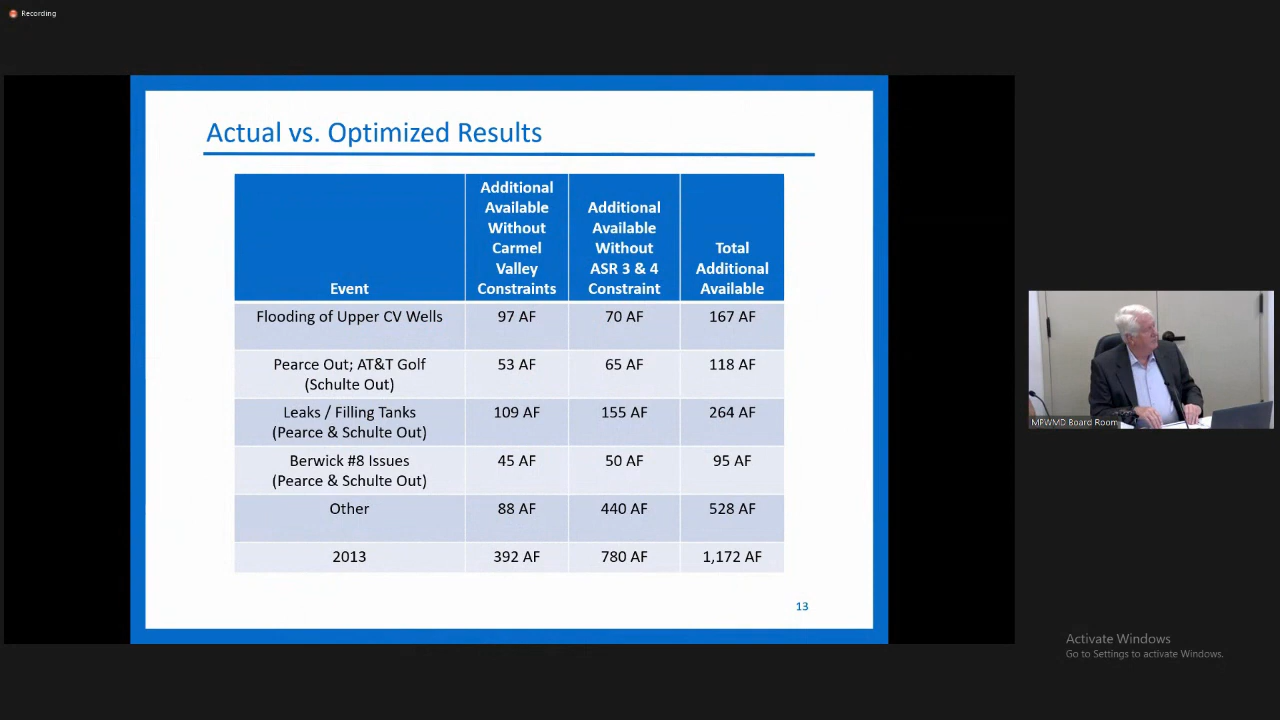 Recording
Actual vs. Optimized Results
Event
Additional
Available
Without
Carmel
Valley
Constraints
Additional
Available
Without
ASR 3 & 4
Constraint
Total
Additional
Available
Flooding of Upper CV Wells 97 AF 70 AF 167 AF
Pearce Out; AT&T Golf
(Schulte Out) 53 AF 65 AF 118 AF
Leaks / Filling Tanks
(Pearce & Schulte Out) 109 AF 155 AF 264 AF
Berwick #8 Issues
(Pearce & Schulte Out) 45 AF 50 AF 95 AF
Other 88 AF 440 AF 528 AF
2013 392 AF 780 AF 1,172 AF
13
MPWMD Board Room
Activate Windows
Go to Settings to activate Windows.